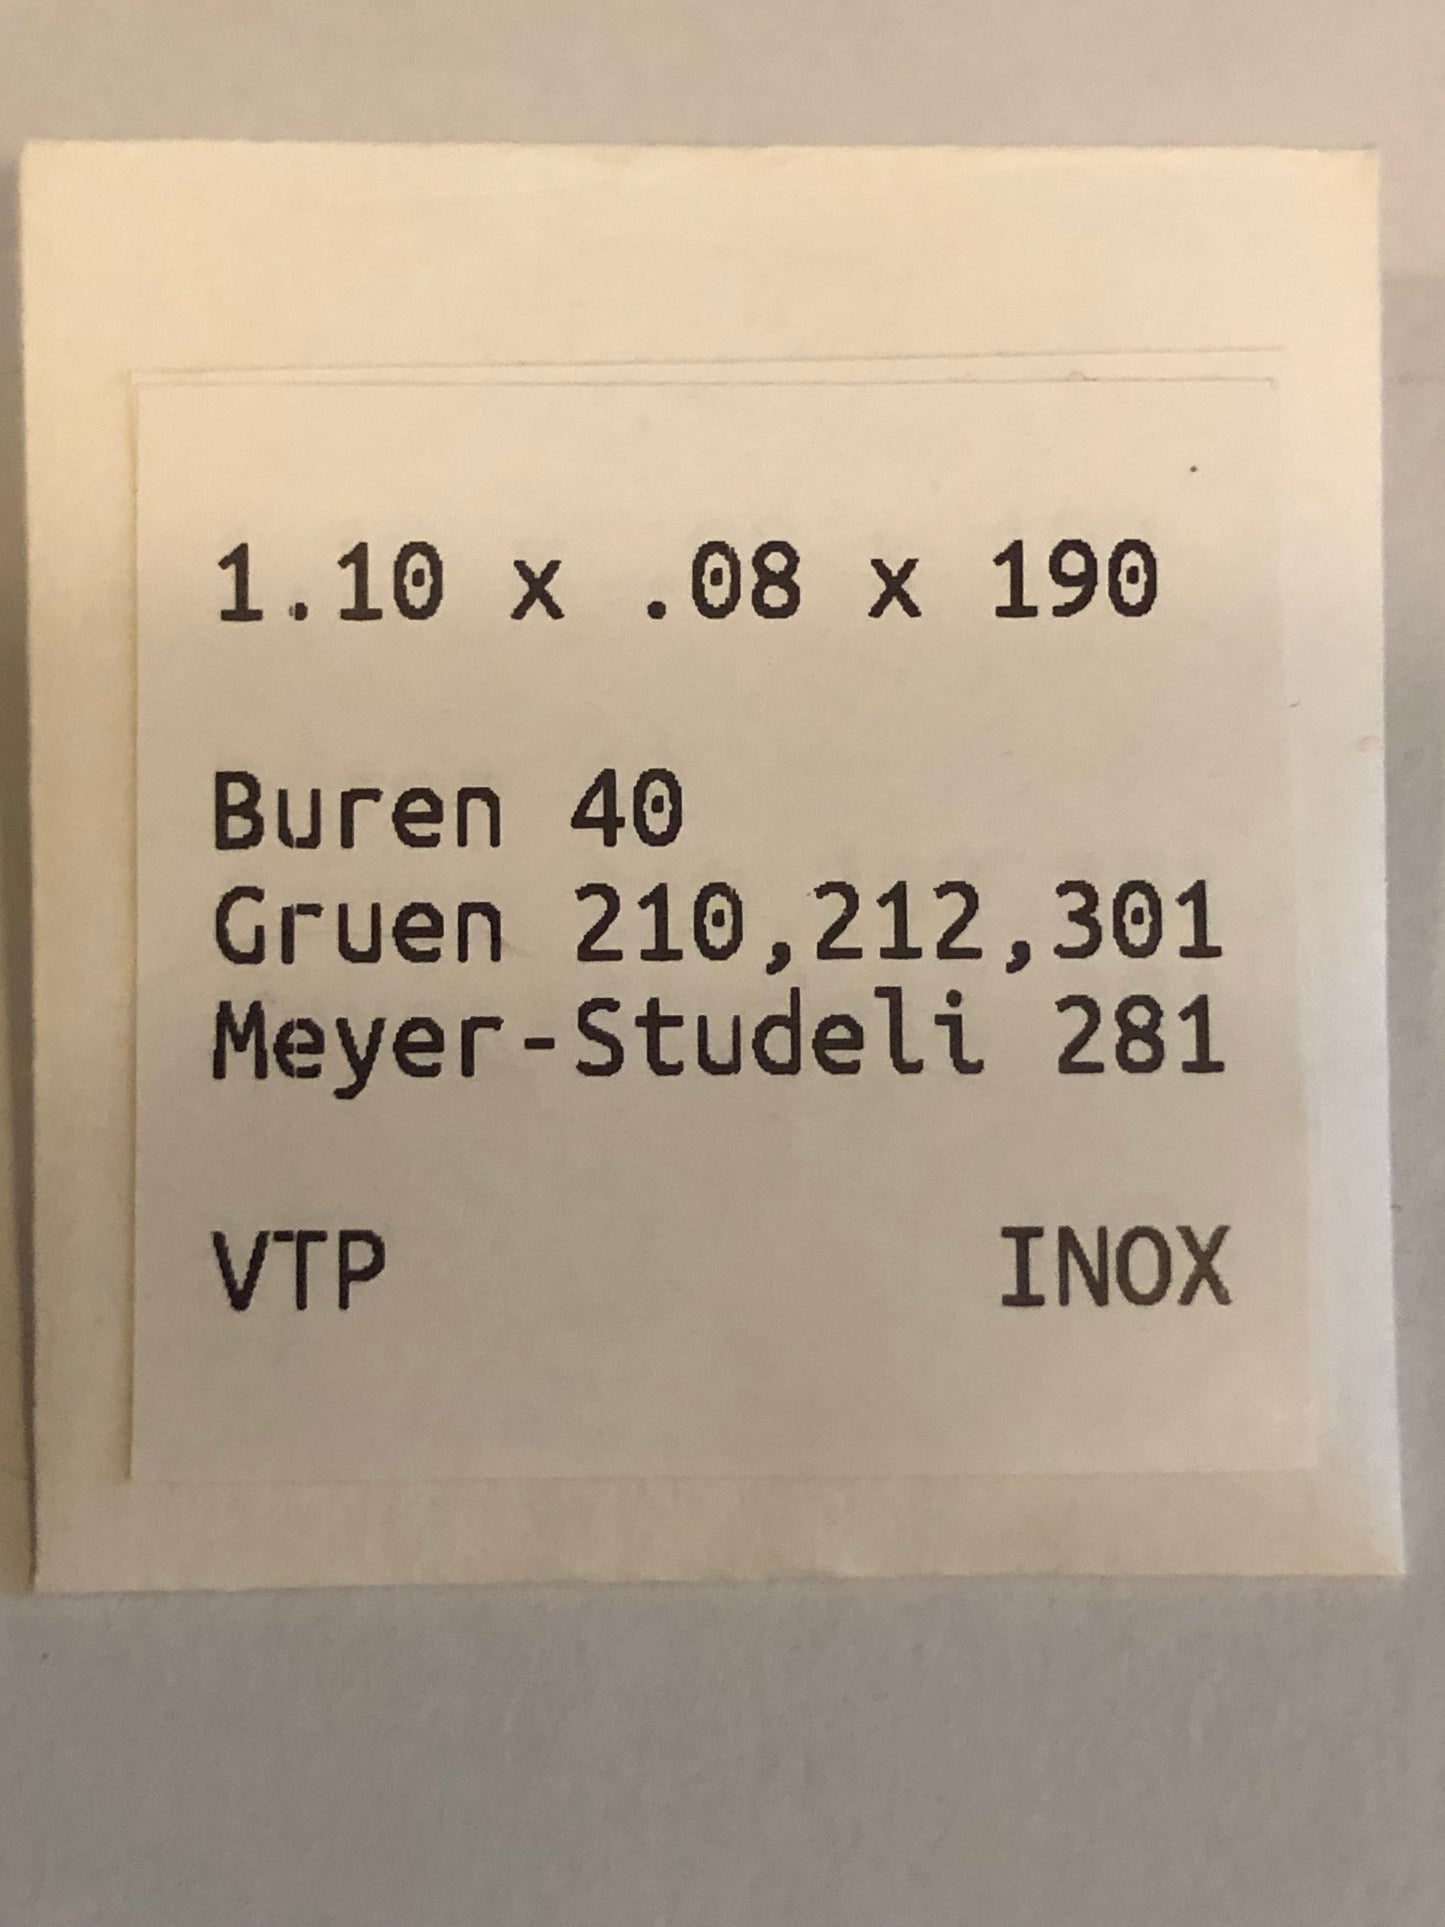 1.10 x .08 x 190
Buren 40
Gruen 210,212,301
Meyer-Studeli 281
VTP INOX